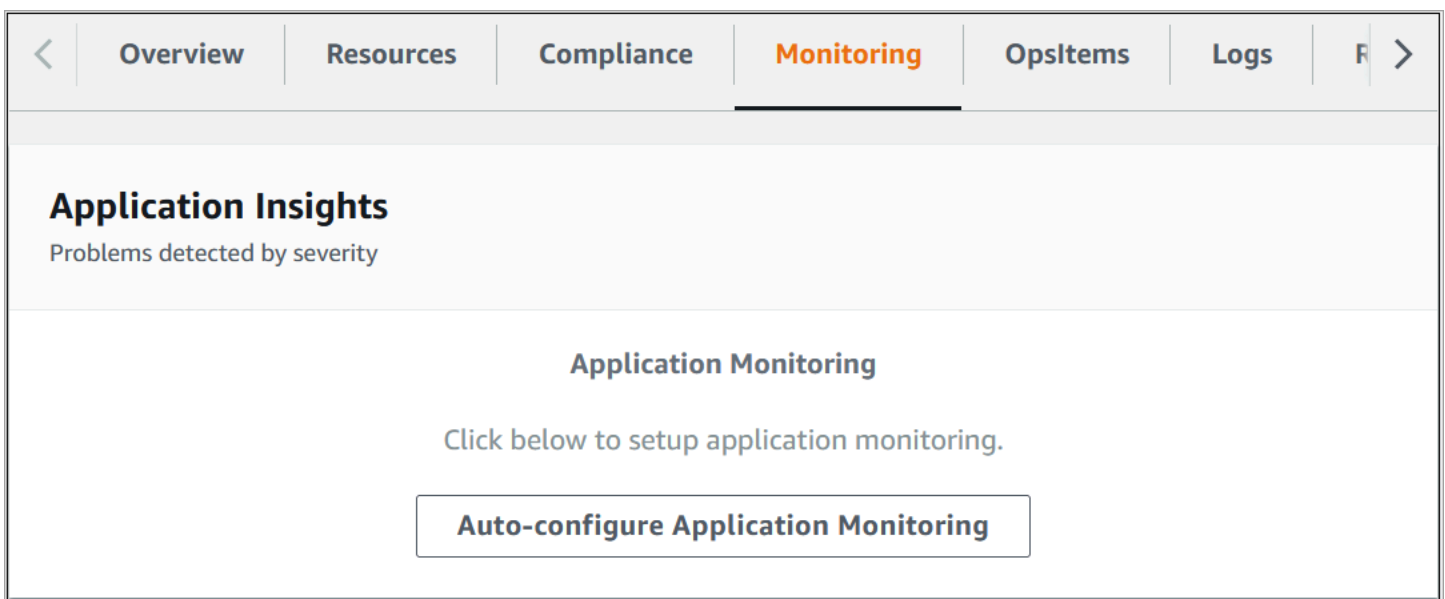 Overview Resources Compliance Monitoring OpsItems Logs
Application Insights
Problems detected by severity
Application Monitoring
Click below to setup application monitoring.
Auto-configure Application Monitoring